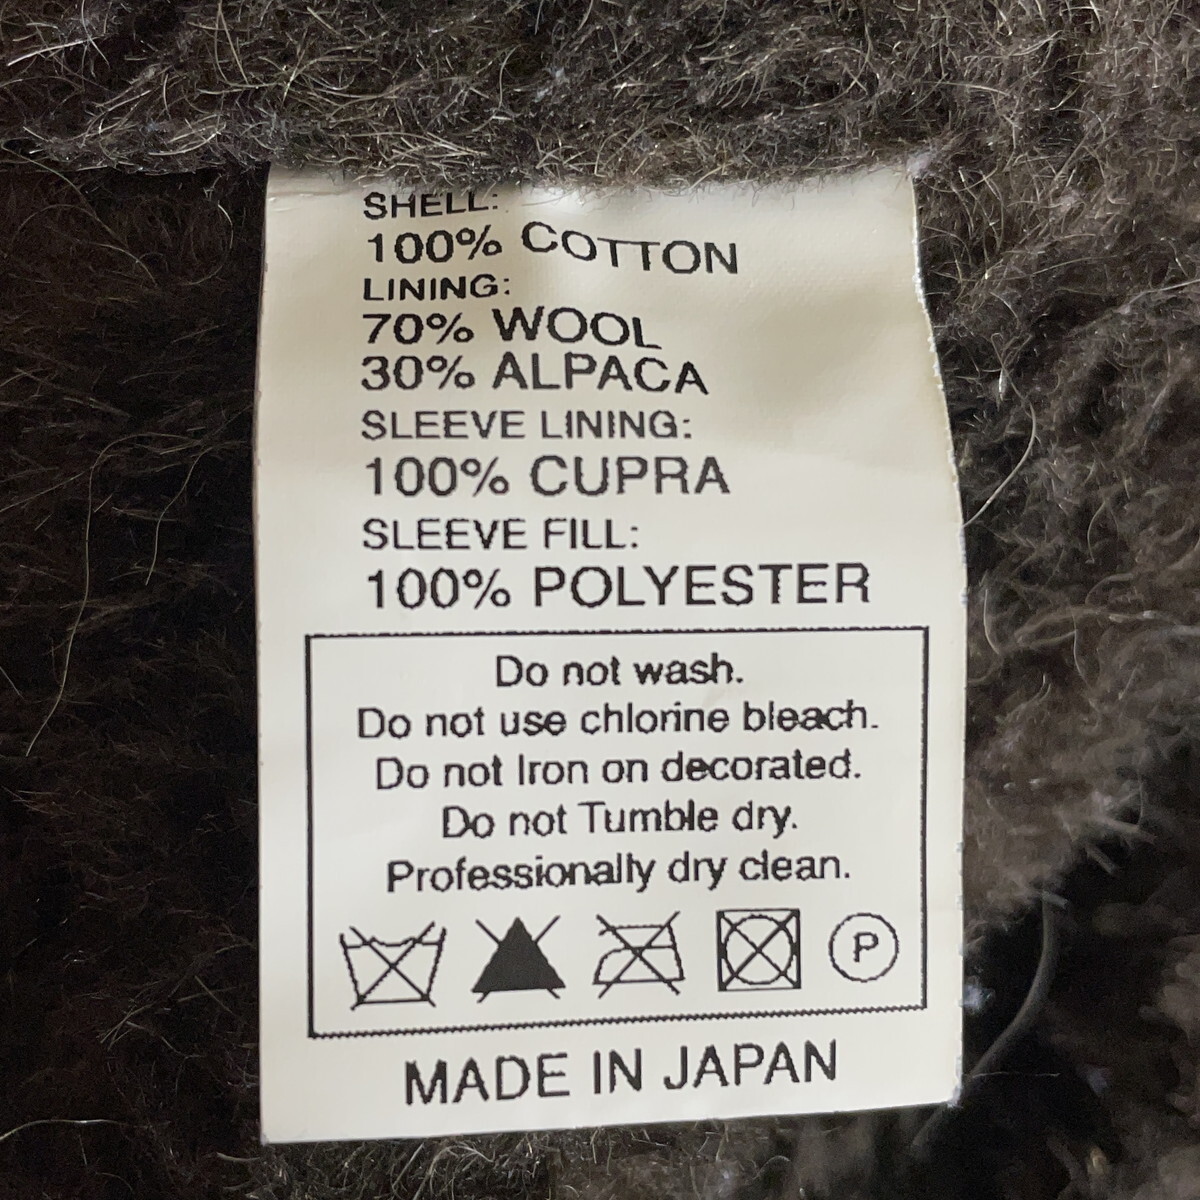 SHELL:
100% COTTON
LINING:
70% WOOL
30% ALPACA
SLEEVE LINING:
100% CUPRA
SLEEVE FILL:
100% POLYESTER
Do not wash.
Do not use chlorine bleach.
Do not Iron on decorated.
Do not Tumble dry.
Professionally dry clean.
P
MADE IN JAPAN